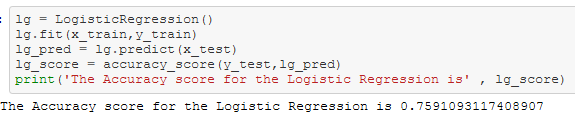 lg = LogisticRegression()
lg.fit(x_train,y_train)
lg_pred = lg.predict(x_test)
lg_score = accuracy_score(y_test,lg_pred)
print('The Accuracy score for the Logistic Regression is' , lg_score)
The Accuracy score for the Logistic Regression is 0.7591093117408907